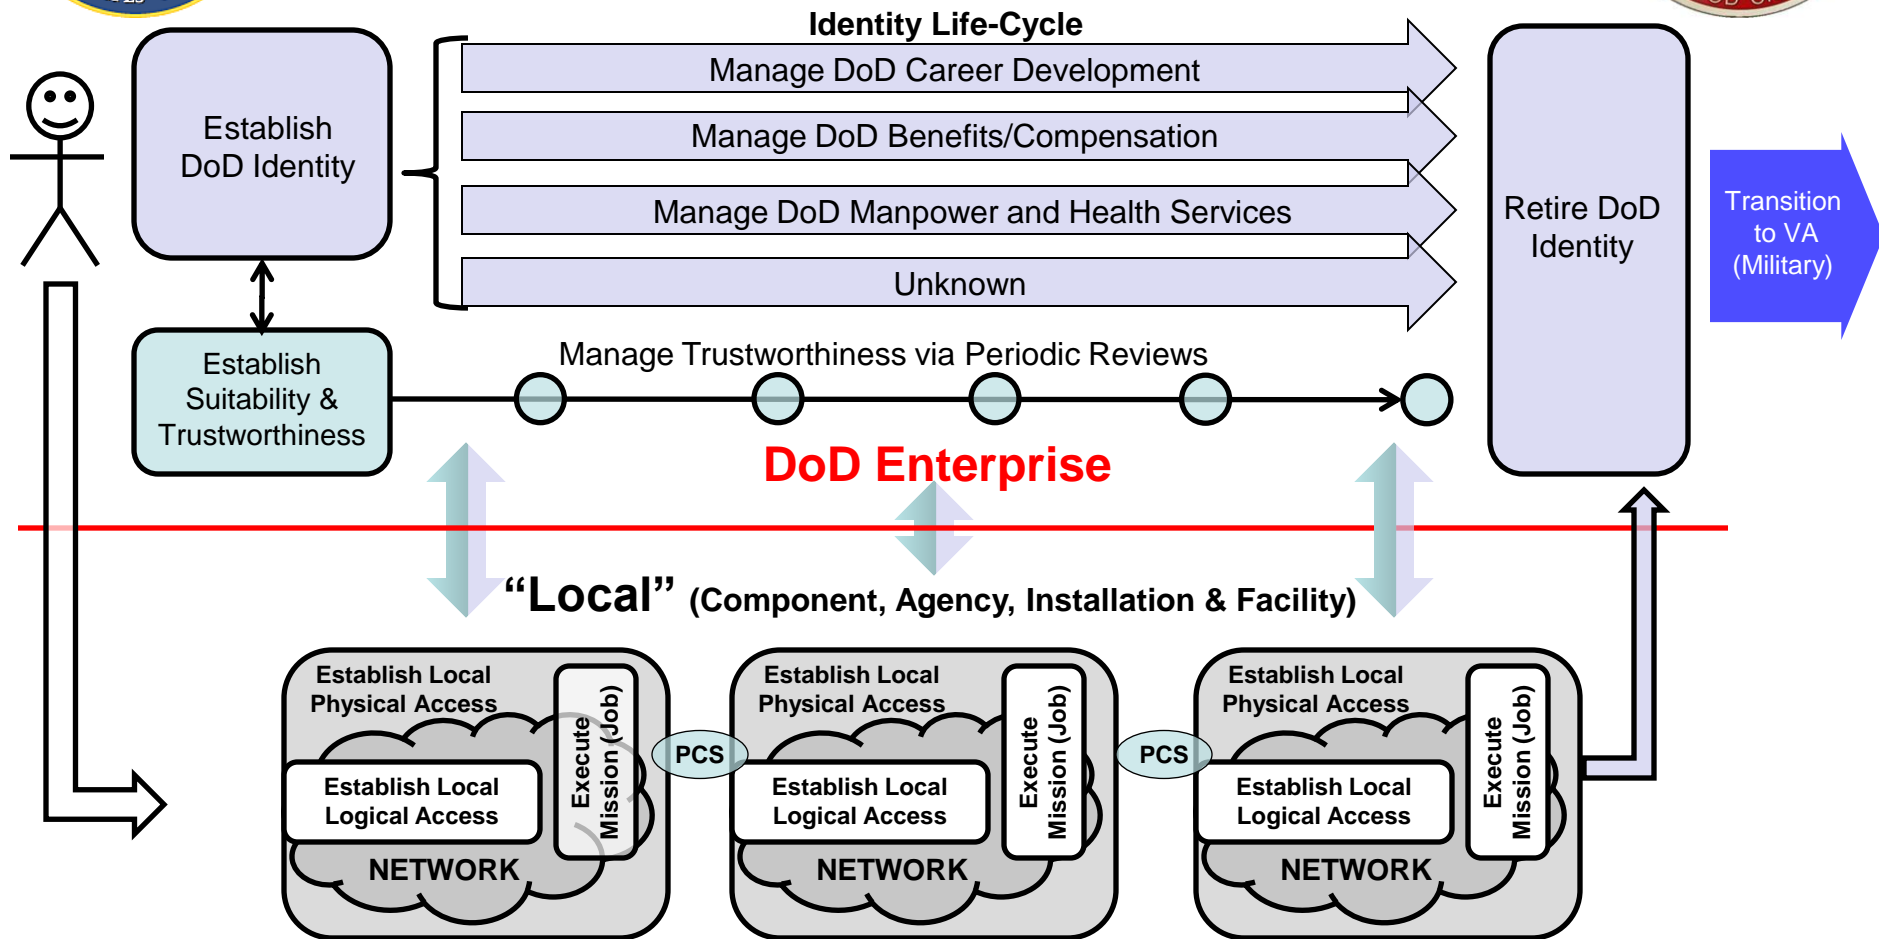 Identity Life-Cycle
Manage DoD Career Development
Manage DoD Benefits/Compensation
Manage DoD Manpower and Health Services
Unknown
Establish
DoD Identity
Retire DoD
Identity
Transition
to VA
(Military)
Establish
Suitability &
Trustworthiness
Manage Trustworthiness via Periodic Reviews
DoD Enterprise
“Local” (Component, Agency, Installation & Facility)
Establish Local
Physical Access
Execute
Mission (Job)
Establish Local
Logical Access
NETWORK
PCS
Establish Local
Physical Access
Execute
Mission (Job)
Establish Local
Logical Access
NETWORK
PCS
Establish Local
Physical Access
Execute
Mission (Job)
Establish Local
Logical Access
NETWORK